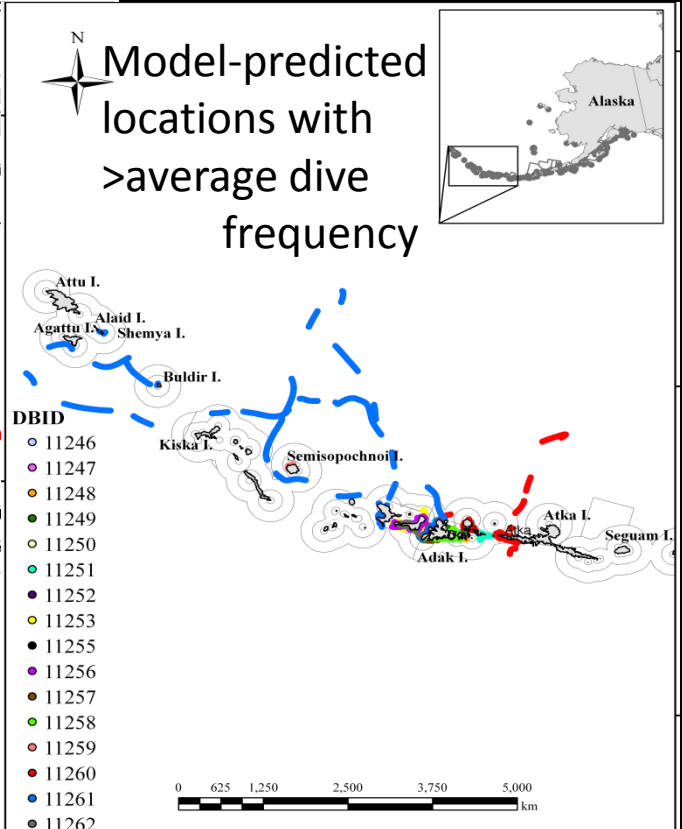 N
Model-predicted
locations with
>average dive
frequency
Alaska
Attu I.
Alaid I.
Agattu I.
Shemya I.
Buldir I.
DBID
11246
11247
11248
11249
11250
11251
11252
11253
11255
11256
11257
11258
11259
11260
11261
11262
Kiska I.
Semisopochnoi I.
Atka I.
Atka
Seguam I.
Adak I.
0 625 1,250 2,500 3,750 5,000
km